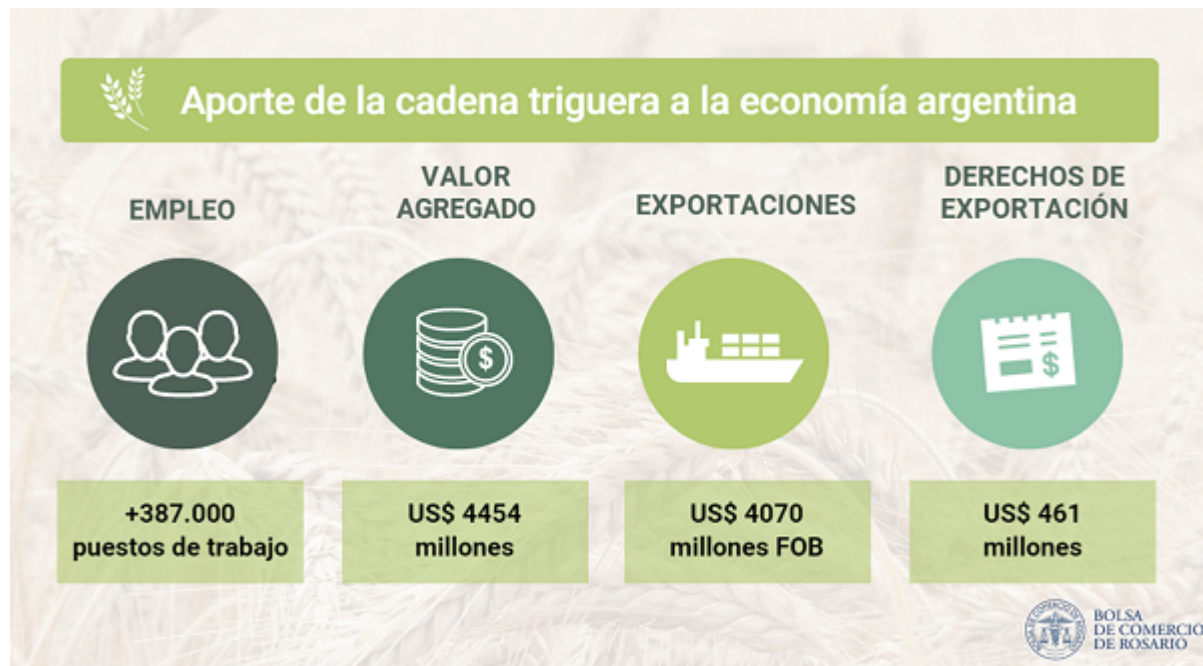 Aporte de la cadena triguera a la economía argentina
EMPLEO
VALOR
AGREGADO
EXPORTACIONES
DERECHOS DE
EXPORTACIÓN
$
$
+387.000
puestos de trabajo
US$ 4454
millones
US$ 4070
millones FOB
US$ 461
millones
BOLSA
DE COMERCIO
DE ROSARIO